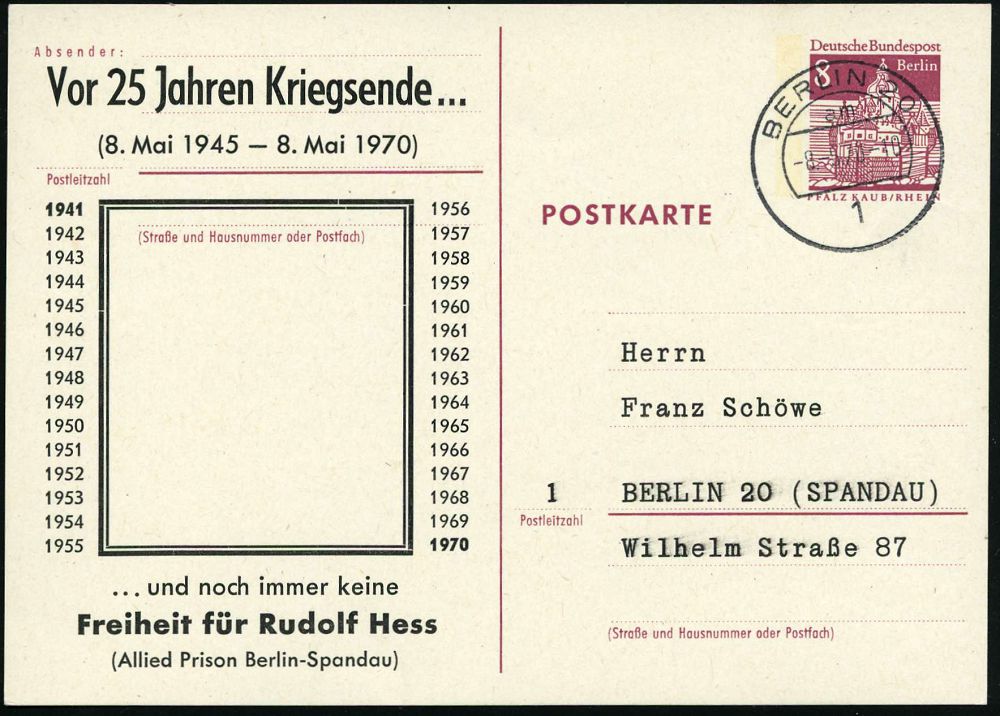 Absender:
Vor 25 Jahren Kriegsende...
(8. Mai 1945 – 8. Mai 1970)
Postleitzahl
1941
1942
1943
1944
1945
1946
1947
1948
1949
1950
1951
1952
1953
1954
1955
(Straße und Hausnummer oder Postfach)
1956
1957
1958
1959
1960
1961
1962
1963
1964
1965
1966
1967
1968
1969
1970
... und noch immer keine
Freiheit für Rudolf Hess
(Allied Prison Berlin-Spandau)
Deutsche Bundespost
8 Berlin
PFALZ KAUB/RHEIN
BERLIN 20
1
POSTKARTE
Herrn
Franz Schöwe
1 BERLIN 20 (SPANDAU)
Postleitzahl
Wilhelm Straße 87
(Straße und Hausnummer oder Postfach)